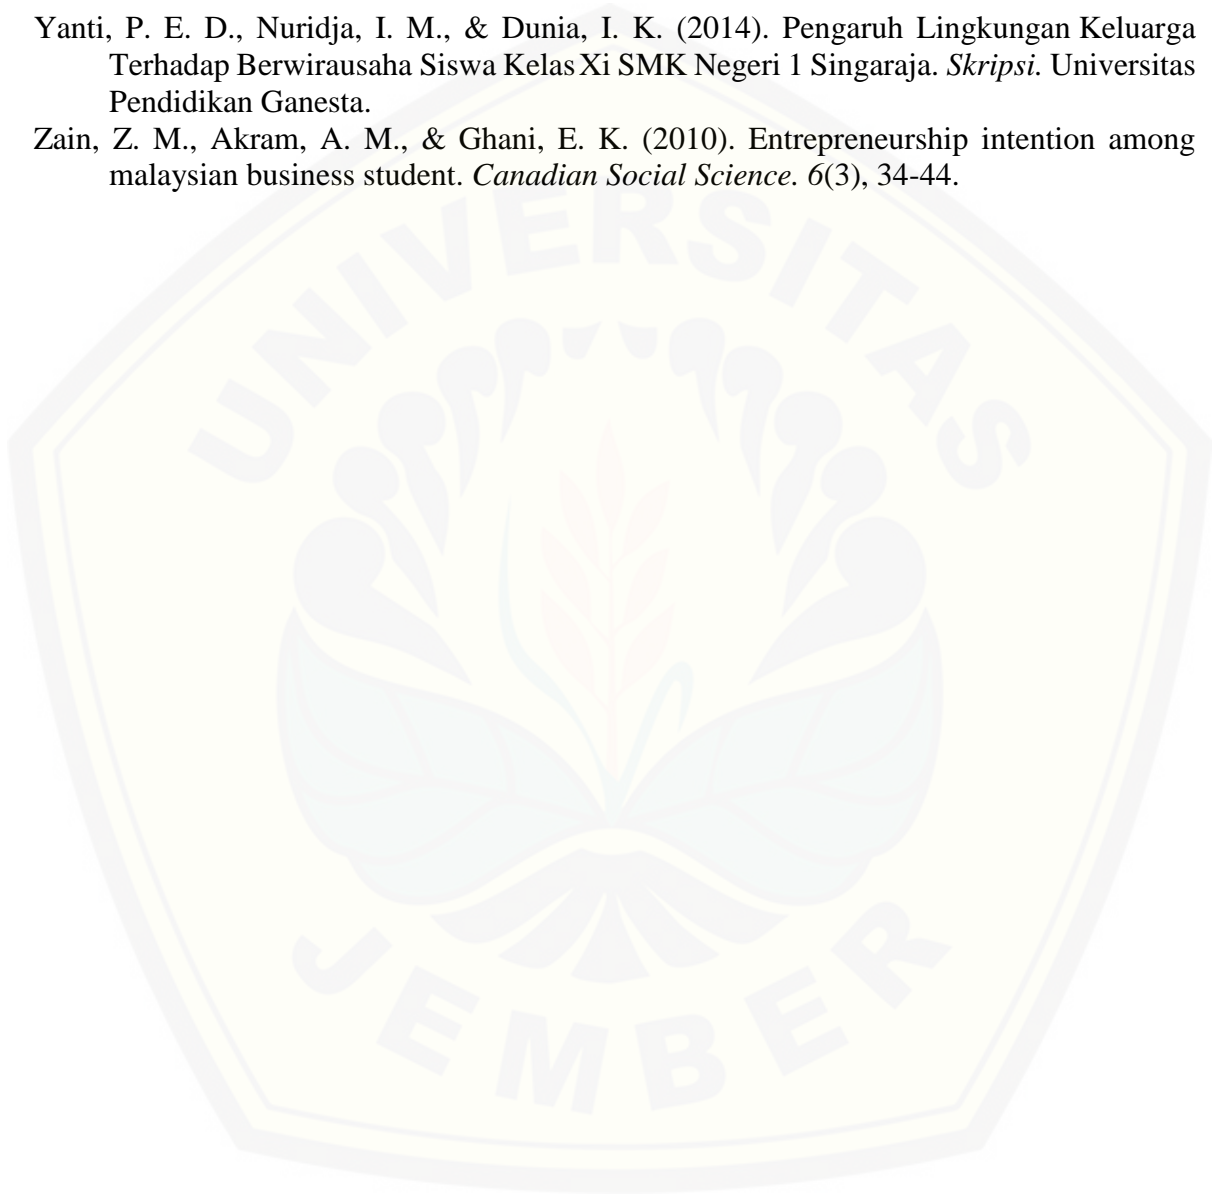 Yanti, P. E. D., Nuridja, I. M., & Dunia, I. K. (2014). Pengaruh Lingkungan Keluarga
Terhadap Berwirausaha Siswa Kelas Xi SMK Negeri 1 Singaraja. Skripsi. Universitas
Pendidikan Ganesta.
Zain, Z. M., Akram, A. M., & Ghani, E. K. (2010). Entrepreneurship intention among
malaysian business student. Canadian Social Science. 6(3), 34-44.
UNIVERSITAS
JEMBER